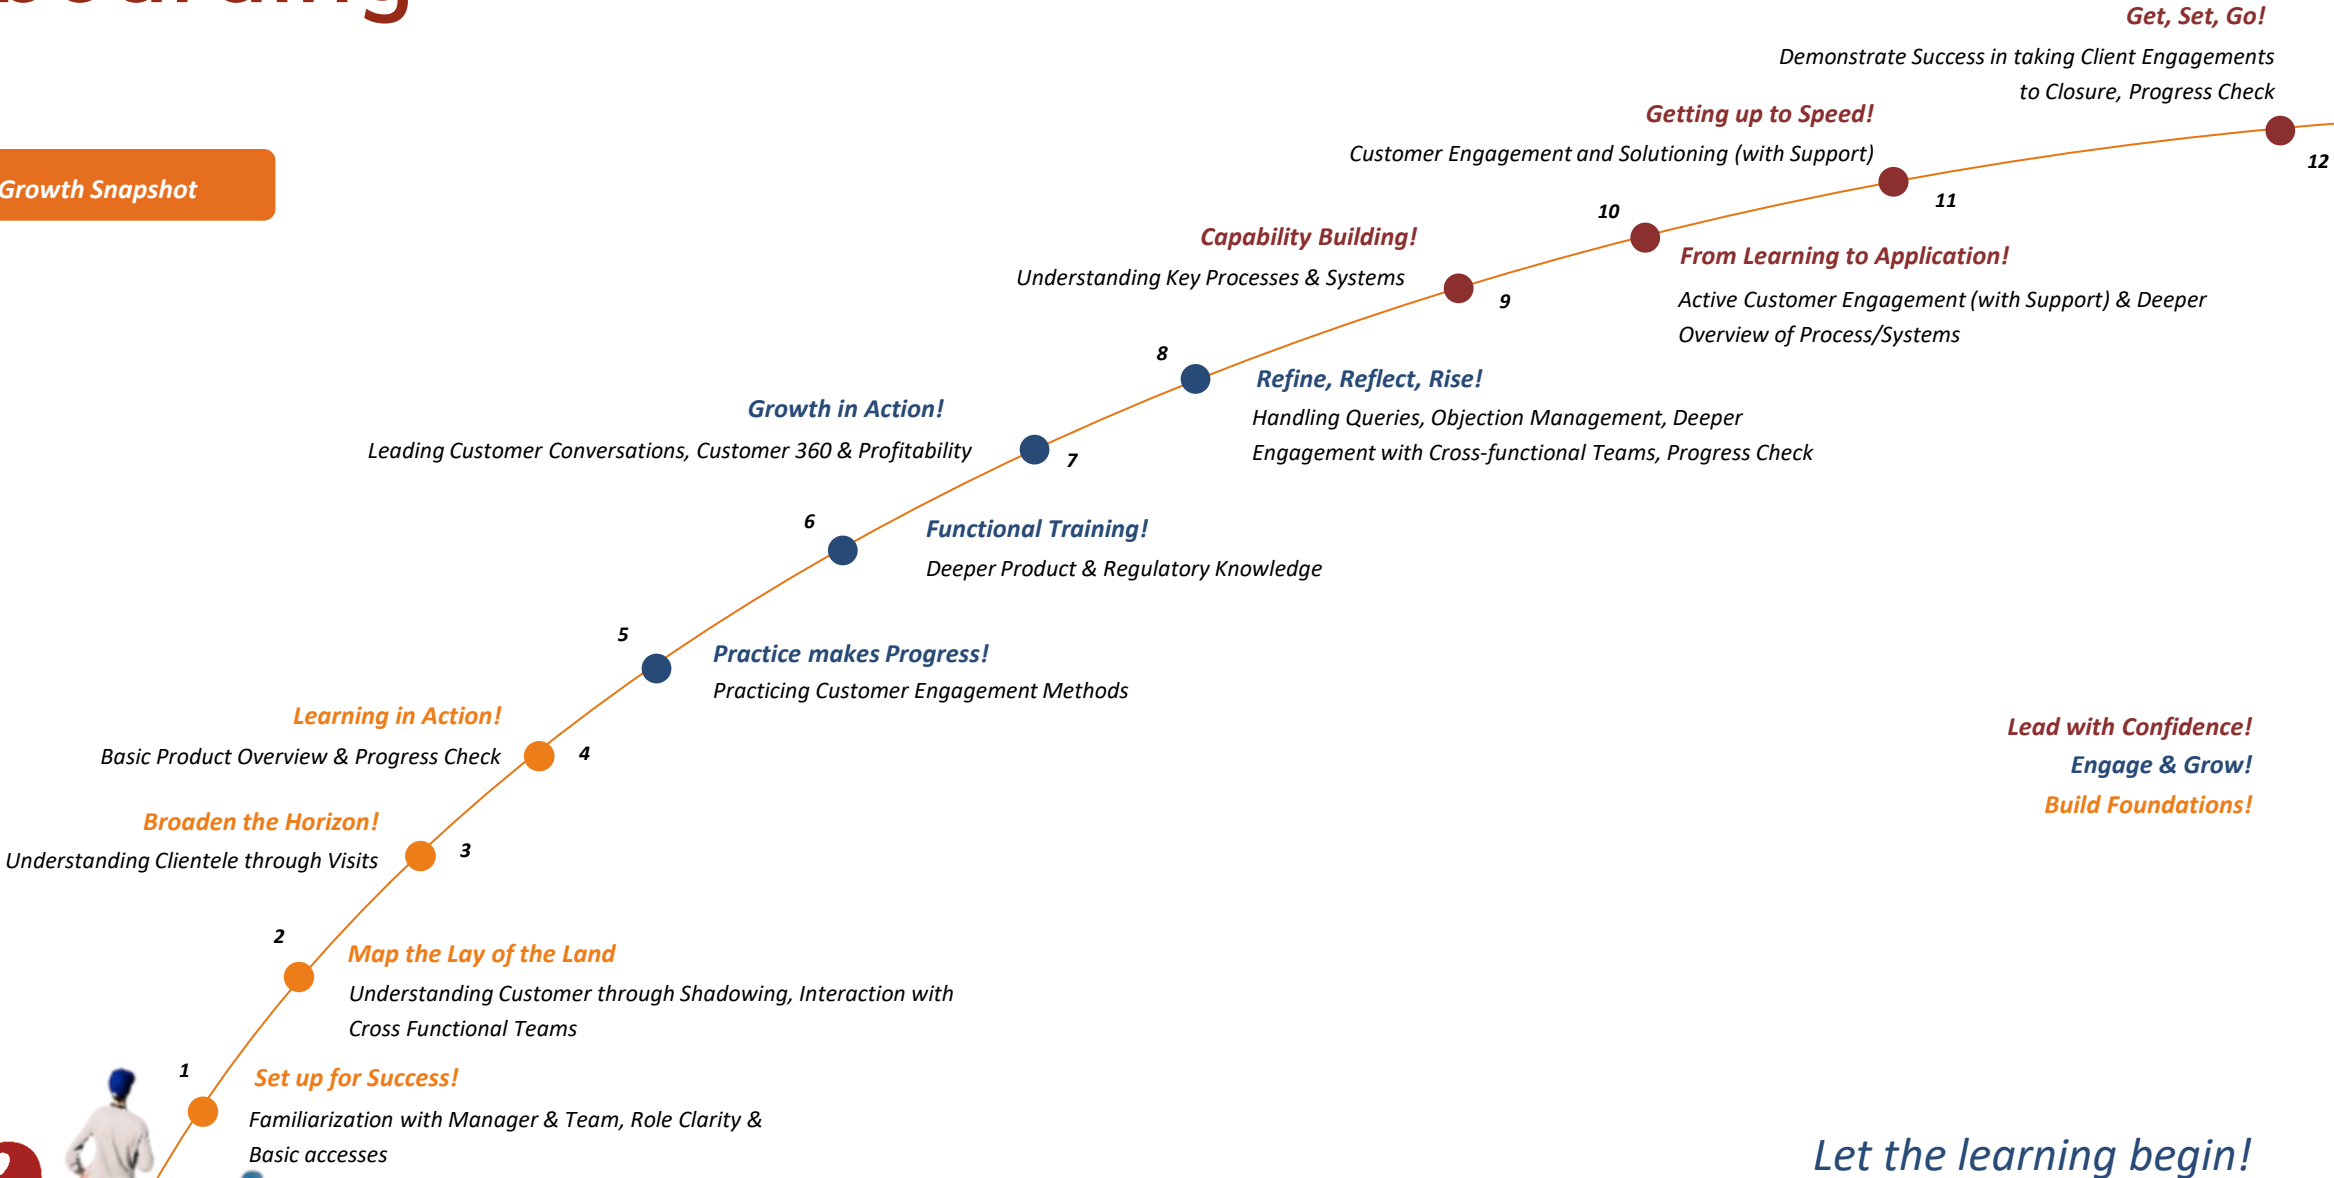 Get, Set, Go!
Demonstrate Success in taking Client Engagements
to Closure, Progress Check
12
Getting up to Speed!
Customer Engagement and Solutioning (with Support)
11
Growth Snapshot
10
From Learning to Application!
Active Customer Engagement (with Support) & Deeper
Overview of Process/Systems
Capability Building!
Understanding Key Processes & Systems
9
8
Refine, Reflect, Rise!
Handling Queries, Objection Management, Deeper
Engagement with Cross-functional Teams, Progress Check
Growth in Action!
Leading Customer Conversations, Customer 360 & Profitability
7
6
Functional Training!
Deeper Product & Regulatory Knowledge
5
Practice makes Progress!
Practicing Customer Engagement Methods
Learning in Action!
Basic Product Overview & Progress Check
4
Lead with Confidence!
Engage & Grow!
Build Foundations!
Broaden the Horizon!
Understanding Clientele through Visits
3
2
Map the Lay of the Land
Understanding Customer through Shadowing, Interaction with
Cross Functional Teams
1
Set up for Success!
Familiarization with Manager & Team, Role Clarity &
Basic accesses
Let the learning begin!